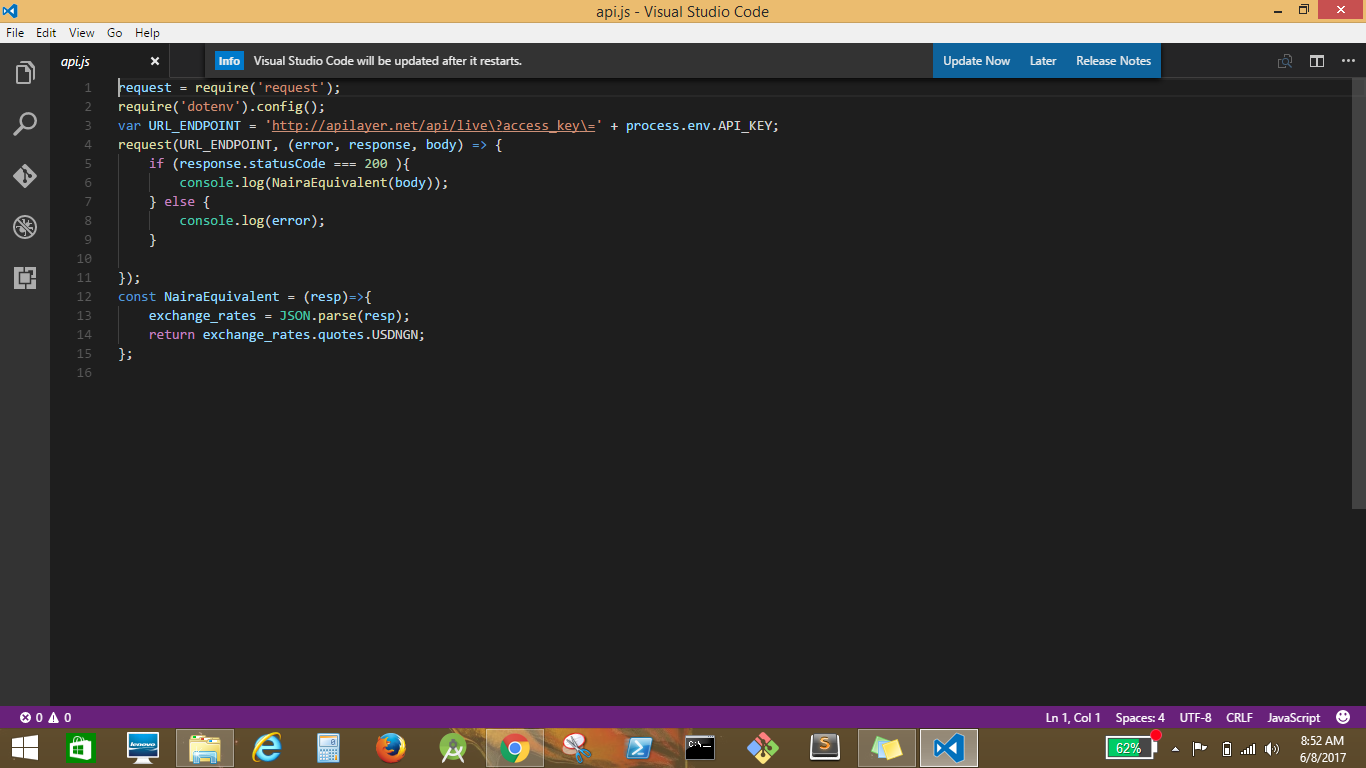 api.js - Visual Studio Code
File Edit View Go Help
api.js
Info Visual Studio Code will be updated after it restarts. Update Now Later Release Notes
1 request = require('request');
2 require('dotenv').config();
3 var URL_ENDPOINT = 'http://apilayer.net/api/live\?access_key\=' + process.env.API_KEY;
4 request(URL_ENDPOINT, (error, response, body) => {
5     if (response.statusCode === 200 ){
6         console.log(NairaEquivalent(body));
7     } else {
8         console.log(error);
9     }
10
11 });
12 const NairaEquivalent = (resp)=>{
13     exchange_rates = JSON.parse(resp);
14     return exchange_rates.quotes.USDNGN;
15 };
16
0 0 Ln 1, Col 1 Spaces: 4 UTF-8 CRLF JavaScript
lenovo
C:\
S
62%
8:52 AM
6/8/2017